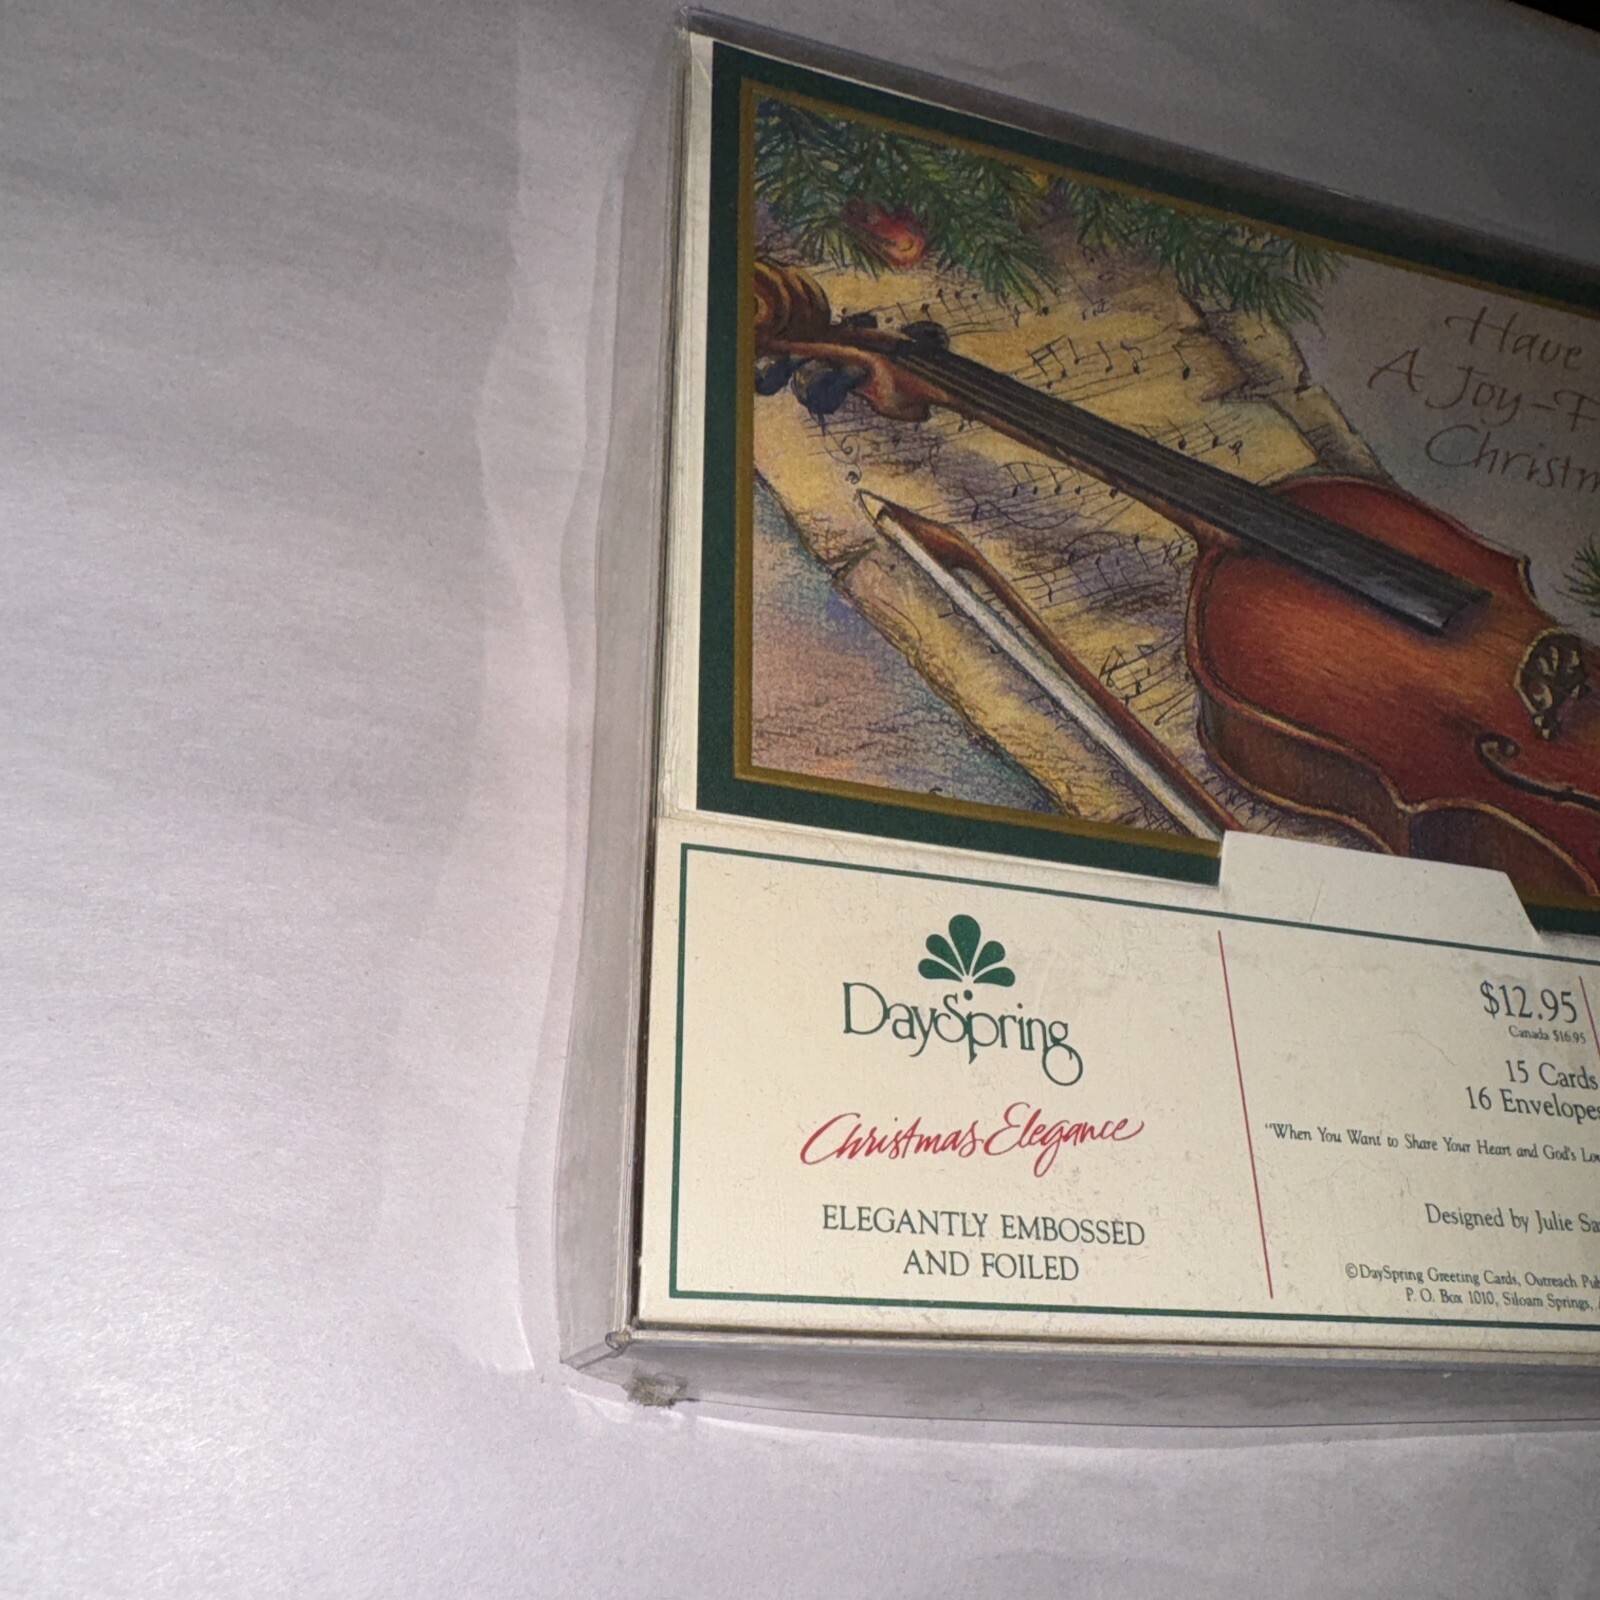 Have
A Joy-F
Christm
DaySpring
Christmas Elegance
ELEGANTLY EMBOSSED
AND FOILED
$12.95
Canada $16.95
15 Cards
16 Envelopes
"When You Want to Share Your Heart and God's Lov
Designed by Julie Sa
©DaySpring Greeting Cards, Outreach Pub
P. O. Box 1010, Siloam Springs,